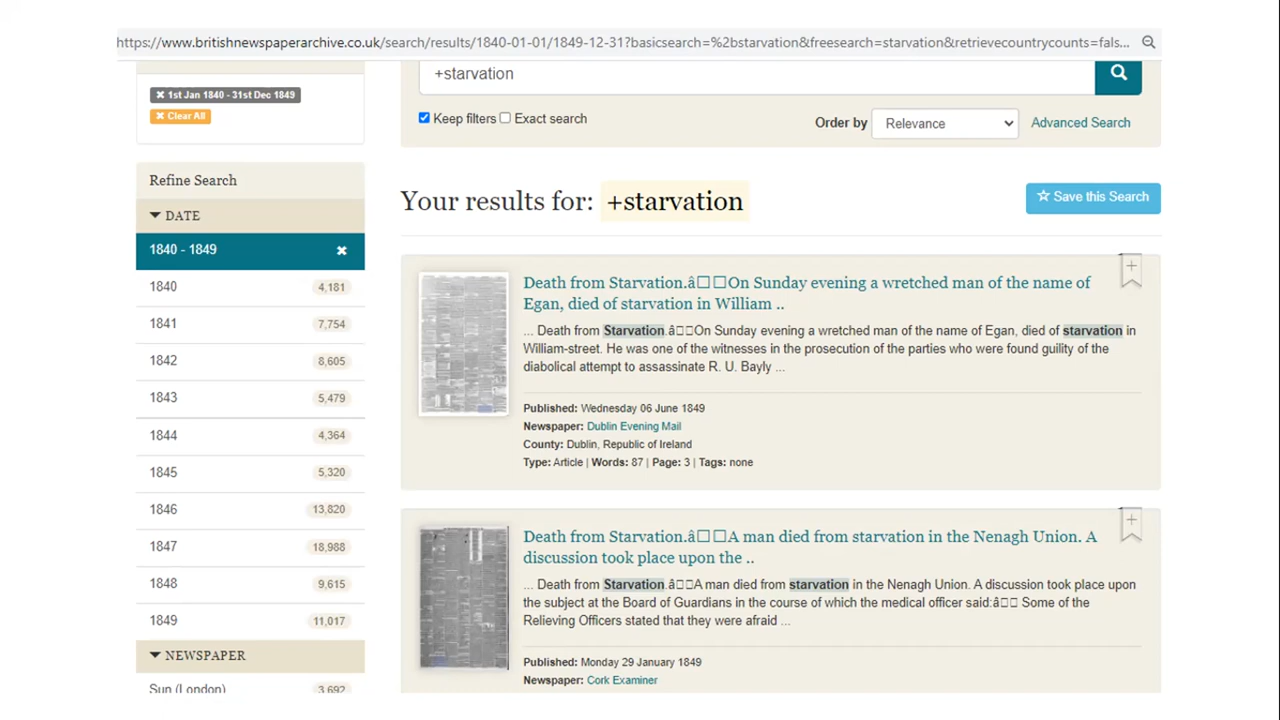 https://www.britishnewspaperarchive.co.uk/search/results/1840-01-01/1849-12-31?basicsearch=%2bstarvation&freesearch=starvation&retrievecountrycounts=fals...
+starvation
✖ 1st Jan 1840 - 31st Dec 1849
✖ Clear All
Keep filters Exact search
Order by Relevance Advanced Search
Refine Search
DATE
1840 - 1849 ✖
1840 4,181
1841 7,754
1842 8,605
1843 5,479
1844 4,364
1845 5,320
1846 13,820
1847 18,988
1848 9,615
1849 11,017
NEWSPAPER
Sun (London) 3,692
Your results for: +starvation
☆ Save this Search
Death from Starvation.â□□On Sunday evening a wretched man of the name of
Egan, died of starvation in William ..
... Death from Starvation.â□□On Sunday evening a wretched man of the name of Egan, died of starvation in
William-street. He was one of the witnesses in the prosecution of the parties who were found guility of the
diabolical attempt to assassinate R. U. Bayly ...
Published: Wednesday 06 June 1849
Newspaper: Dublin Evening Mail
County: Dublin, Republic of Ireland
Type: Article | Words: 87 | Page: 3 | Tags: none
Death from Starvation.â□□A man died from starvation in the Nenagh Union. A
discussion took place upon the ..
... Death from Starvation.â□□A man died from starvation in the Nenagh Union. A discussion took place upon
the subject at the Board of Guardians in the course of which the medical officer said:â□□ Some of the
Relieving Officers stated that they were afraid ...
Published: Monday 29 January 1849
Newspaper: Cork Examiner